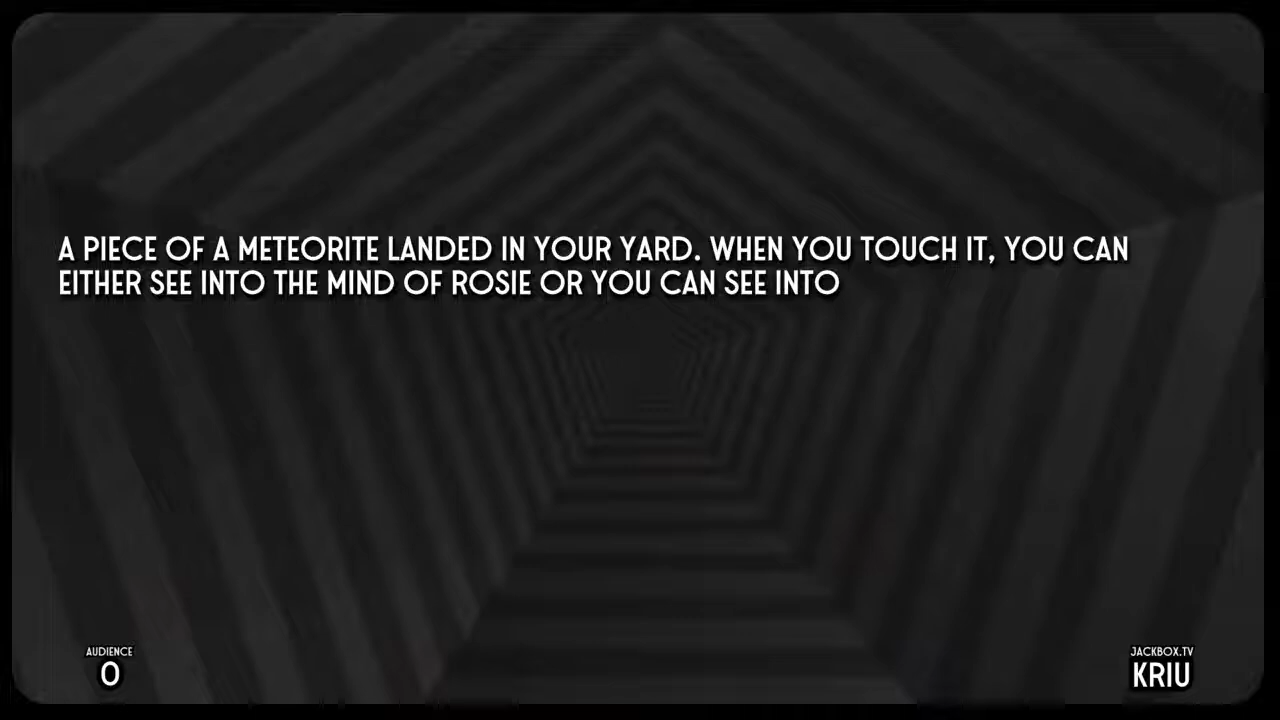 A PIECE OF A METEORITE LANDED IN YOUR YARD. WHEN YOU TOUCH IT, YOU CAN
EITHER SEE INTO THE MIND OF ROSIE OR YOU CAN SEE INTO
AUDIENCE
0
JACKBOX.TV
KRIU